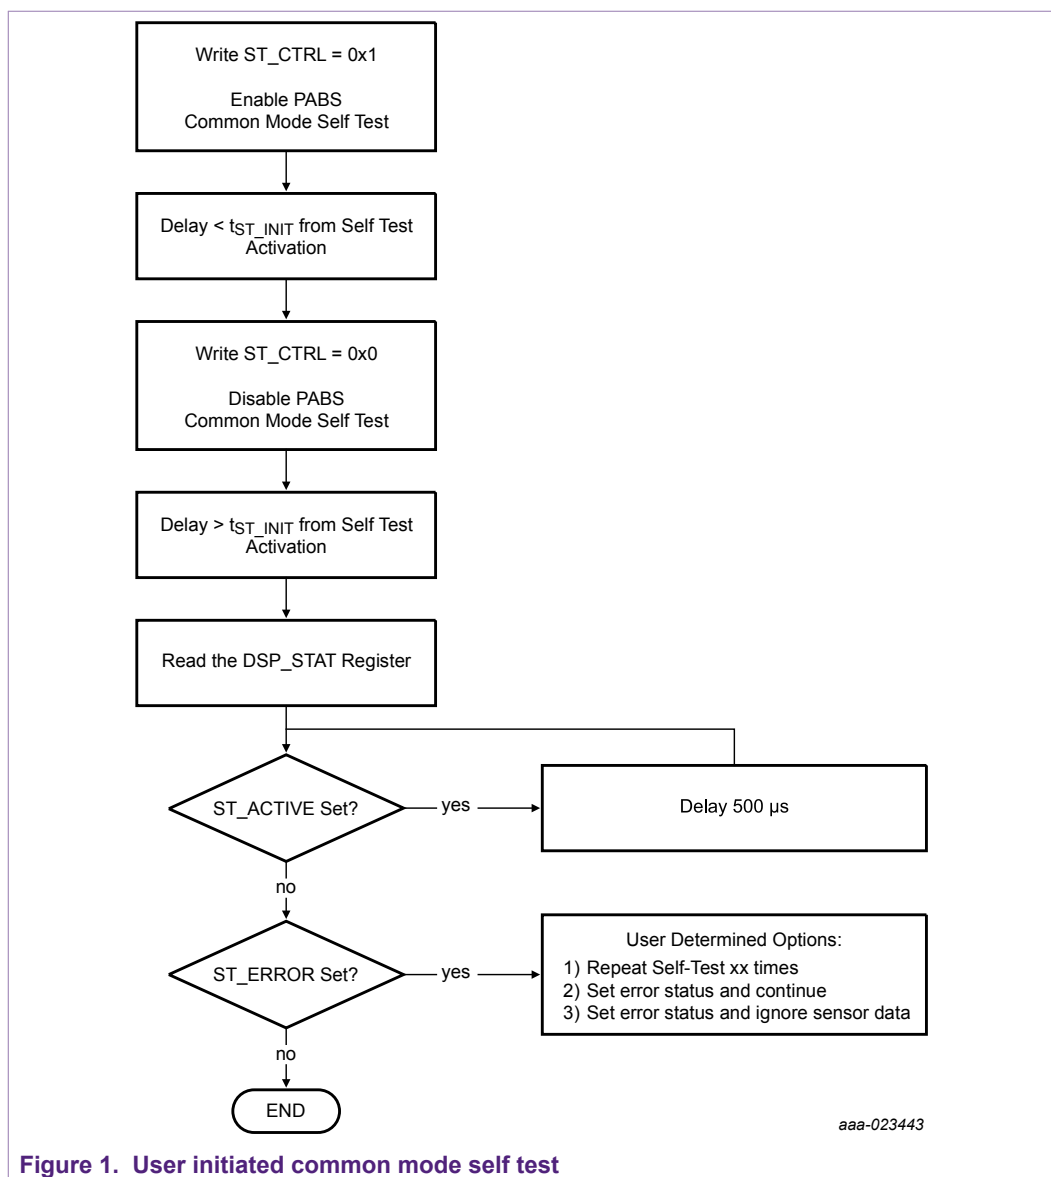 Write ST_CTRL = 0x1
Enable PABS
Common Mode Self Test
Delay < tST_INIT from Self Test
Activation
Write ST_CTRL = 0x0
Disable PABS
Common Mode Self Test
Delay > tST_INIT from Self Test
Activation
Read the DSP_STAT Register
ST_ACTIVE Set?
yes
Delay 500 µs
no
ST_ERROR Set?
yes
User Determined Options:
1) Repeat Self-Test xx times
2) Set error status and continue
3) Set error status and ignore sensor data
no
END
aaa-023443
Figure 1. User initiated common mode self test